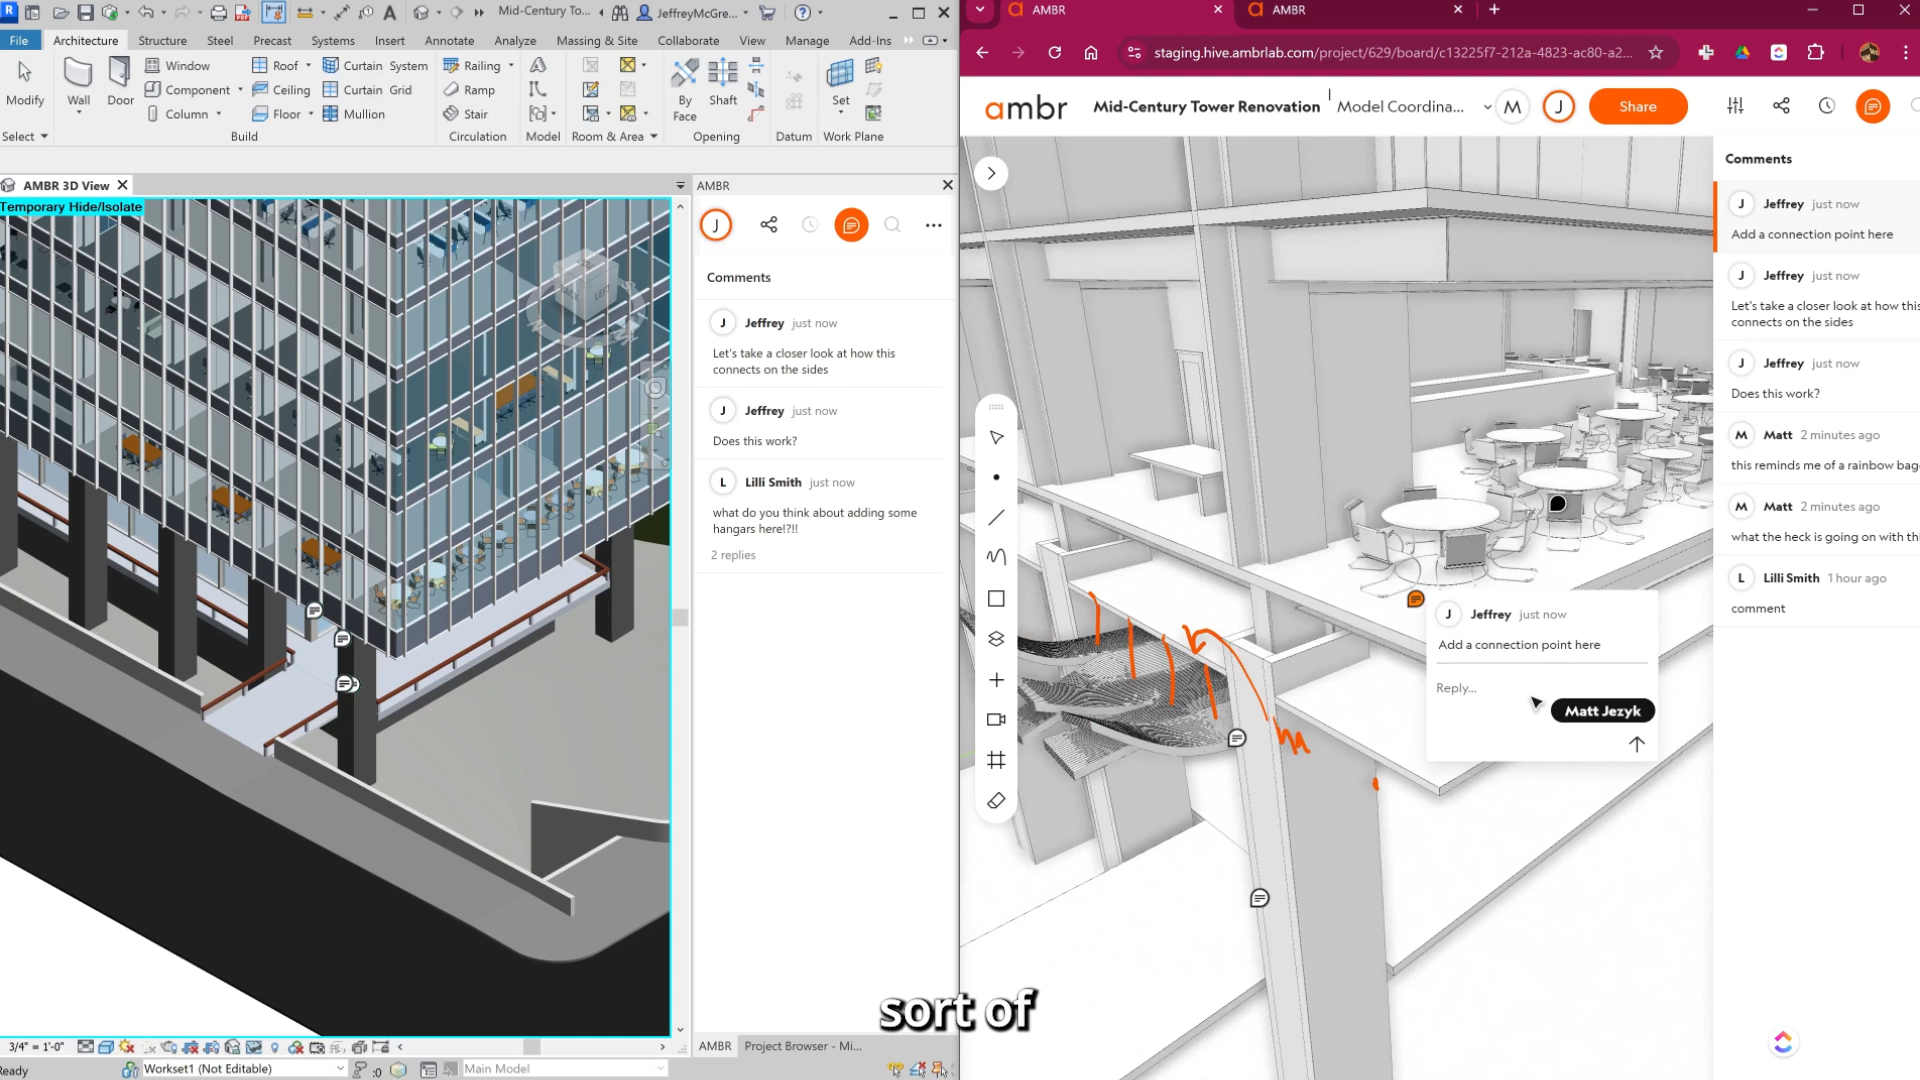 Mid-Century To...
JeffreyMcGre...
File
Architecture
Structure
Steel
Precast
Systems
Insert
Annotate
Analyze
Massing & Site
Collaborate
View
Manage
Add-Ins
Modify
Wall
Door
Window
Component
Column
Roof
Ceiling
Floor
Curtain System
Curtain Grid
Mullion
Railing
Ramp
Stair
By
Face
Shaft
Set
Select
Build
Circulation
Model
Room & Area
Opening
Datum
Work Plane
AMBR 3D View
Temporary Hide/Isolate
LEFT
AMBR
J
Comments
J Jeffrey just now
Let's take a closer look at how this
connects on the sides
J Jeffrey just now
Does this work?
L Lilli Smith just now
what do you think about adding some
hangars here!?!!
2 replies
AMBR
Project Browser - Mi...
3/4" = 1'-0"
Ready
Workset1 (Not Editable)
:0
Main Model
AMBR
AMBR
staging.hive.ambrlab.com/project/629/board/c13225f7-212a-4823-ac80-a2...
ambr
Mid-Century Tower Renovation
Model Coordina...
M
J
Share
Comments
J Jeffrey just now
Add a connection point here
J Jeffrey just now
Let's take a closer look at how this
connects on the sides
J Jeffrey just now
Does this work?
M Matt 2 minutes ago
this reminds me of a rainbow bag
M Matt 2 minutes ago
what the heck is going on with thi
L Lilli Smith 1 hour ago
comment
J Jeffrey just now
Add a connection point here
Reply...
Matt Jezyk
sort of